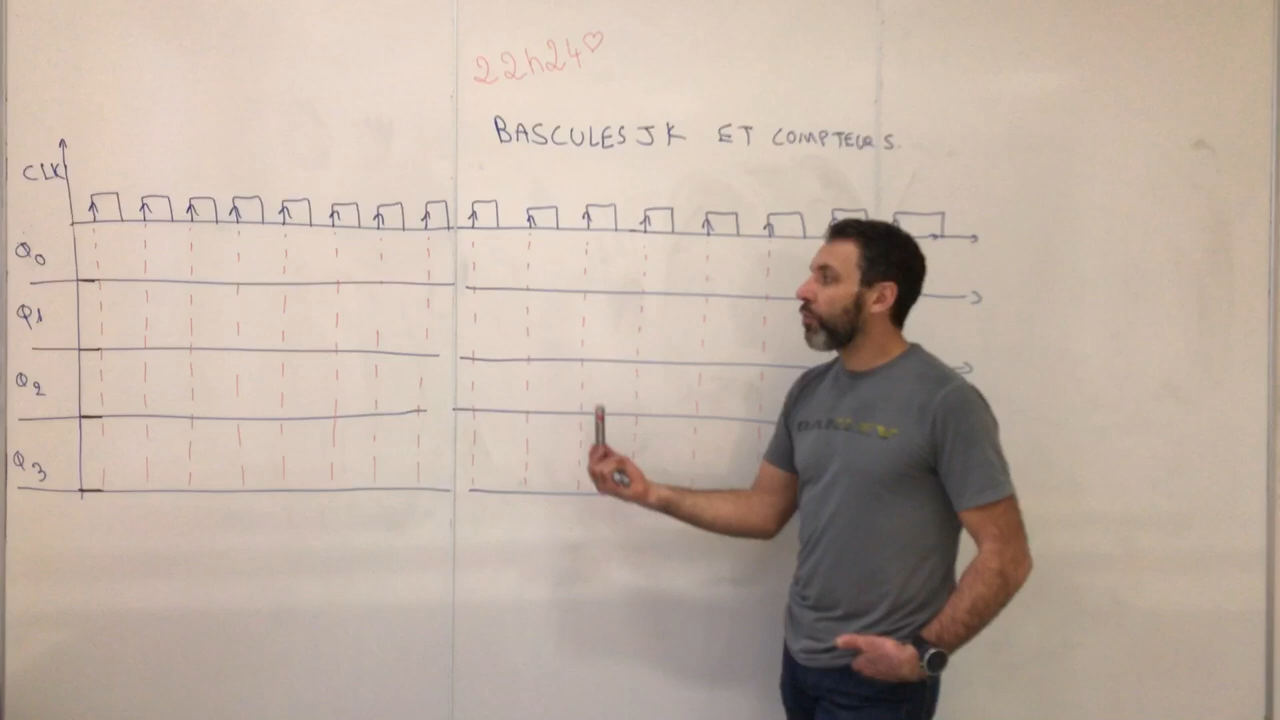 22h24♡
BASCULES JK ET COMPTEURS.
CLK
Q0
Q1
Q2
Q3